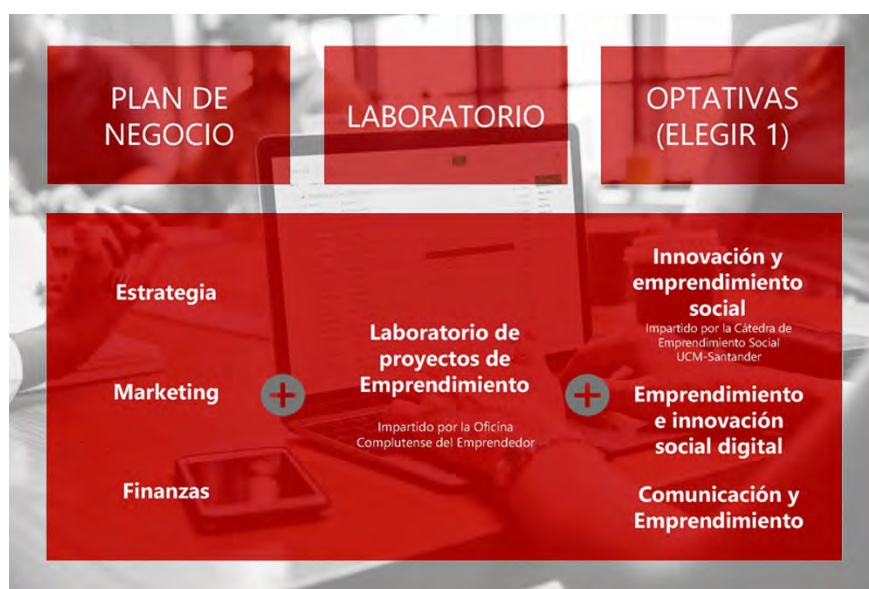 PLAN DE
NEGOCIO
LABORATORIO
OPTATIVAS
(ELEGIR 1)
Estrategia
Marketing
Finanzas
Laboratorio de
proyectos de
Emprendimiento
Impartido por la Oficina
Complutense del Emprendedor
Innovación y
emprendimiento
social
Impartido por la Cátedra de
Emprendimiento Social
UCM-Santander
Emprendimiento
e innovación
social digital
Comunicación y
Emprendimiento